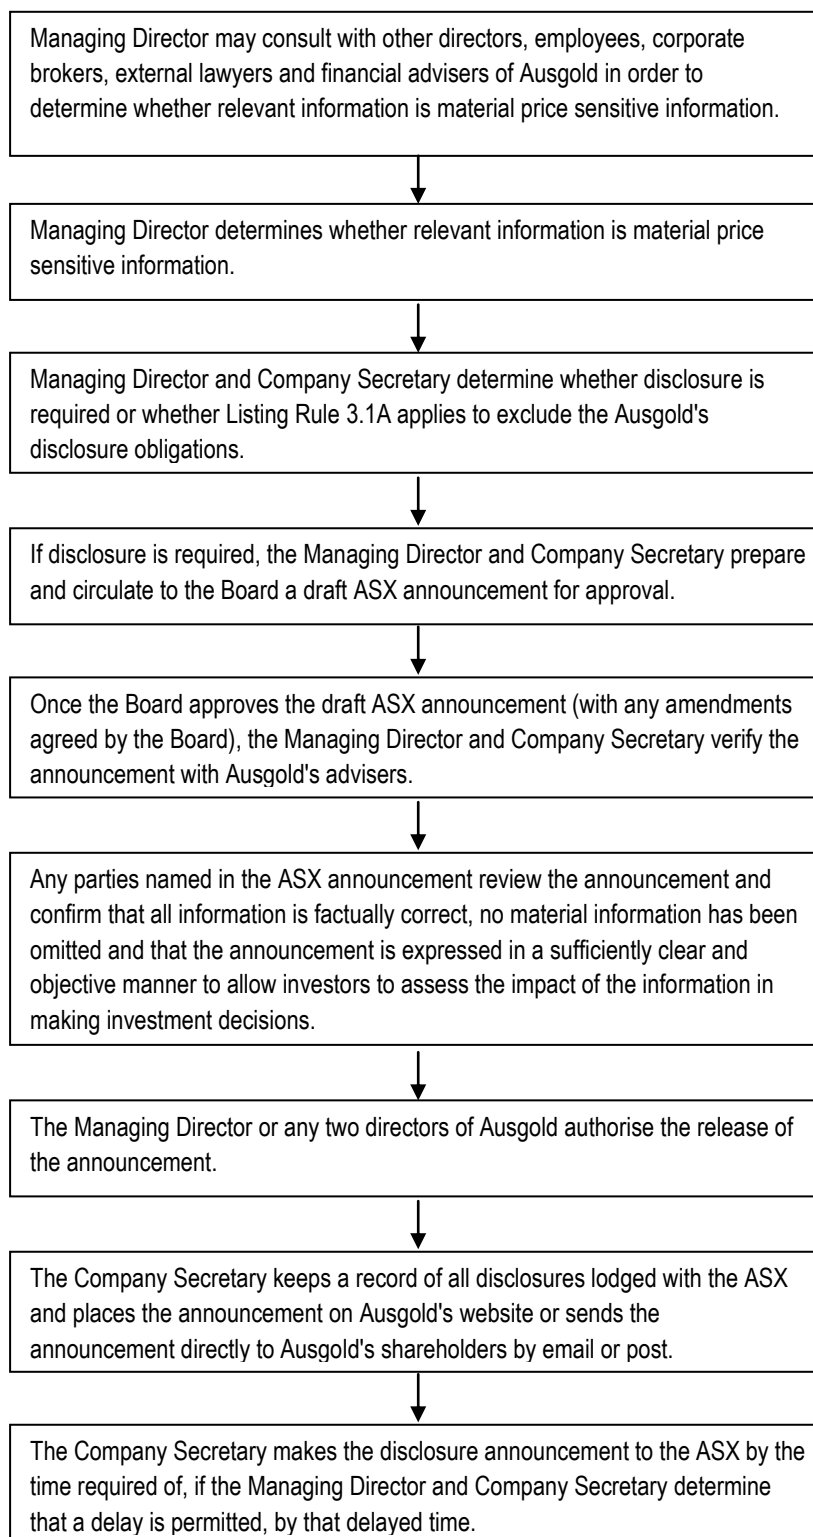 Managing Director may consult with other directors, employees, corporate
brokers, external lawyers and financial advisers of Ausgold in order to
determine whether relevant information is material price sensitive information.
Managing Director determines whether relevant information is material price
sensitive information.
Managing Director and Company Secretary determine whether disclosure is
required or whether Listing Rule 3.1A applies to exclude the Ausgold's
disclosure obligations.
If disclosure is required, the Managing Director and Company Secretary prepare
and circulate to the Board a draft ASX announcement for approval.
Once the Board approves the draft ASX announcement (with any amendments
agreed by the Board), the Managing Director and Company Secretary verify the
announcement with Ausgold's advisers.
Any parties named in the ASX announcement review the announcement and
confirm that all information is factually correct, no material information has been
omitted and that the announcement is expressed in a sufficiently clear and
objective manner to allow investors to assess the impact of the information in
making investment decisions.
The Managing Director or any two directors of Ausgold authorise the release of
the announcement.
The Company Secretary keeps a record of all disclosures lodged with the ASX
and places the announcement on Ausgold's website or sends the
announcement directly to Ausgold's shareholders by email or post.
The Company Secretary makes the disclosure announcement to the ASX by the
time required of, if the Managing Director and Company Secretary determine
that a delay is permitted, by that delayed time.